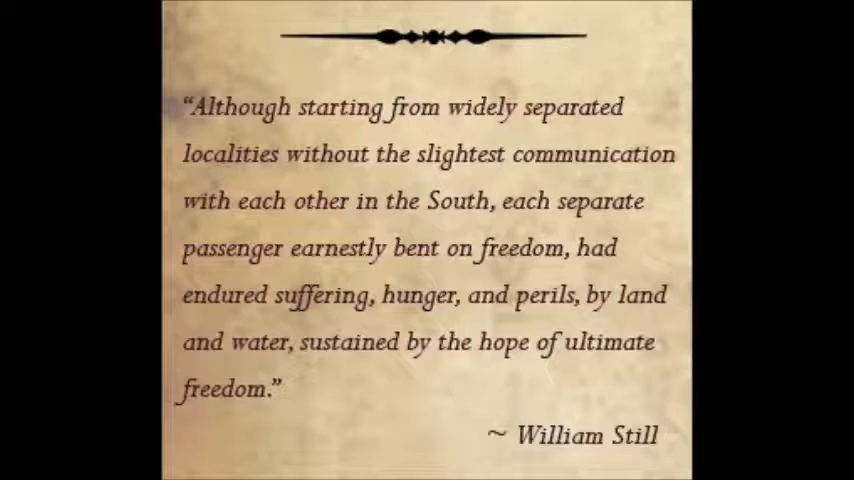 “Although starting from widely separated
localities without the slightest communication
with each other in the South, each separate
passenger earnestly bent on freedom, had
endured suffering, hunger, and perils, by land
and water, sustained by the hope of ultimate
freedom.”
~ William Still